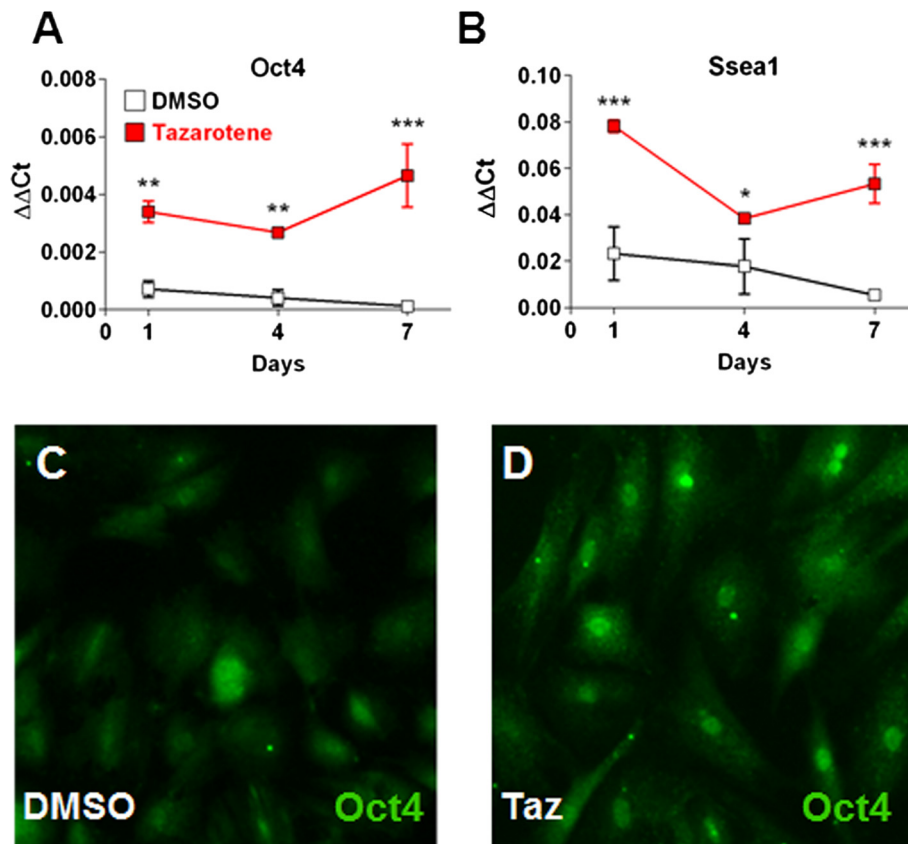 A
Oct4
0.008
0.006
0.004
0.002
0.000
ΔΔCt
DMSO
Tazarotene
**
**
***
0
1
4
7
Days
B
Ssea1
0.10
0.08
0.06
0.04
0.02
0.00
ΔΔCt
***
*
***
0
1
4
7
Days
C
DMSO
Oct4
D
Taz
Oct4